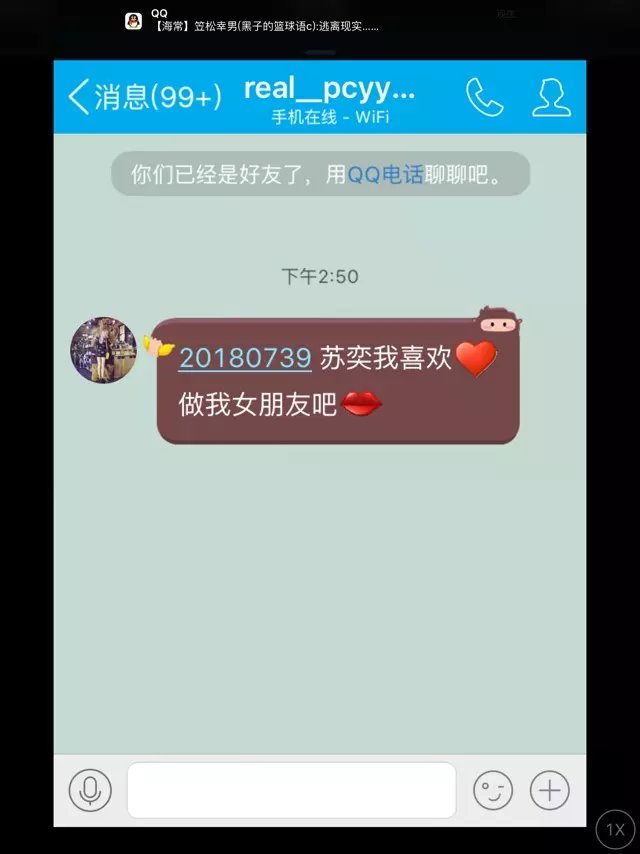 QQ
【海常】笠松幸男(黑子的篮球语c):逃离现实……
现在
消息(99+)
real__pcyy...
手机在线 - WiFi
你们已经是好友了，用QQ电话聊聊吧。
下午2:50
20180739 苏奕我喜欢
做我女朋友吧
1X